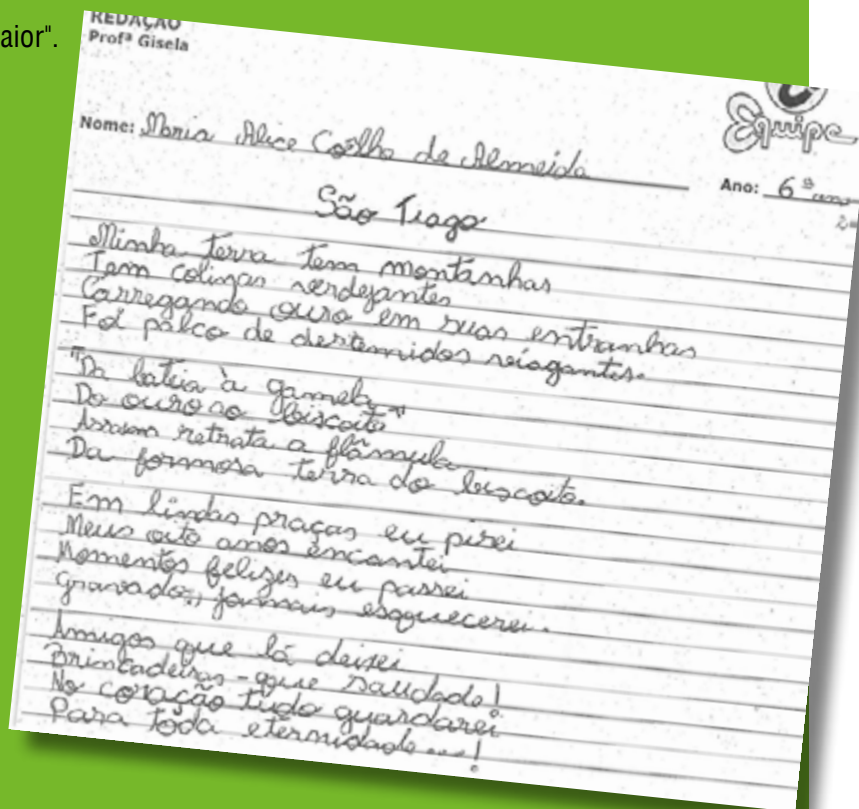 aior".
REDAÇÃO
Profª Gisela
Equipe
Nome: Maria Alice Coelho de Almeida
Ano: 6º ano
São Tiago
Minha terra tem montanhas
Tem colinas verdejantes
Carregando ouro em suas entranhas
Foi palco de destemidos viagantes.
"Da bateia à gamela
Do ouro ao biscoito"
Assim retrata a flâmula
Da formosa terra do biscoito.
Em lindas praças eu pisei
Meus oito anos encantei
Momentos felizes eu passei
Gravados, jamais esquecerei.
Amigos que lá deixei
Brincadeiras - que saudade!
No coração tudo guardarei
Para toda eternidade...!